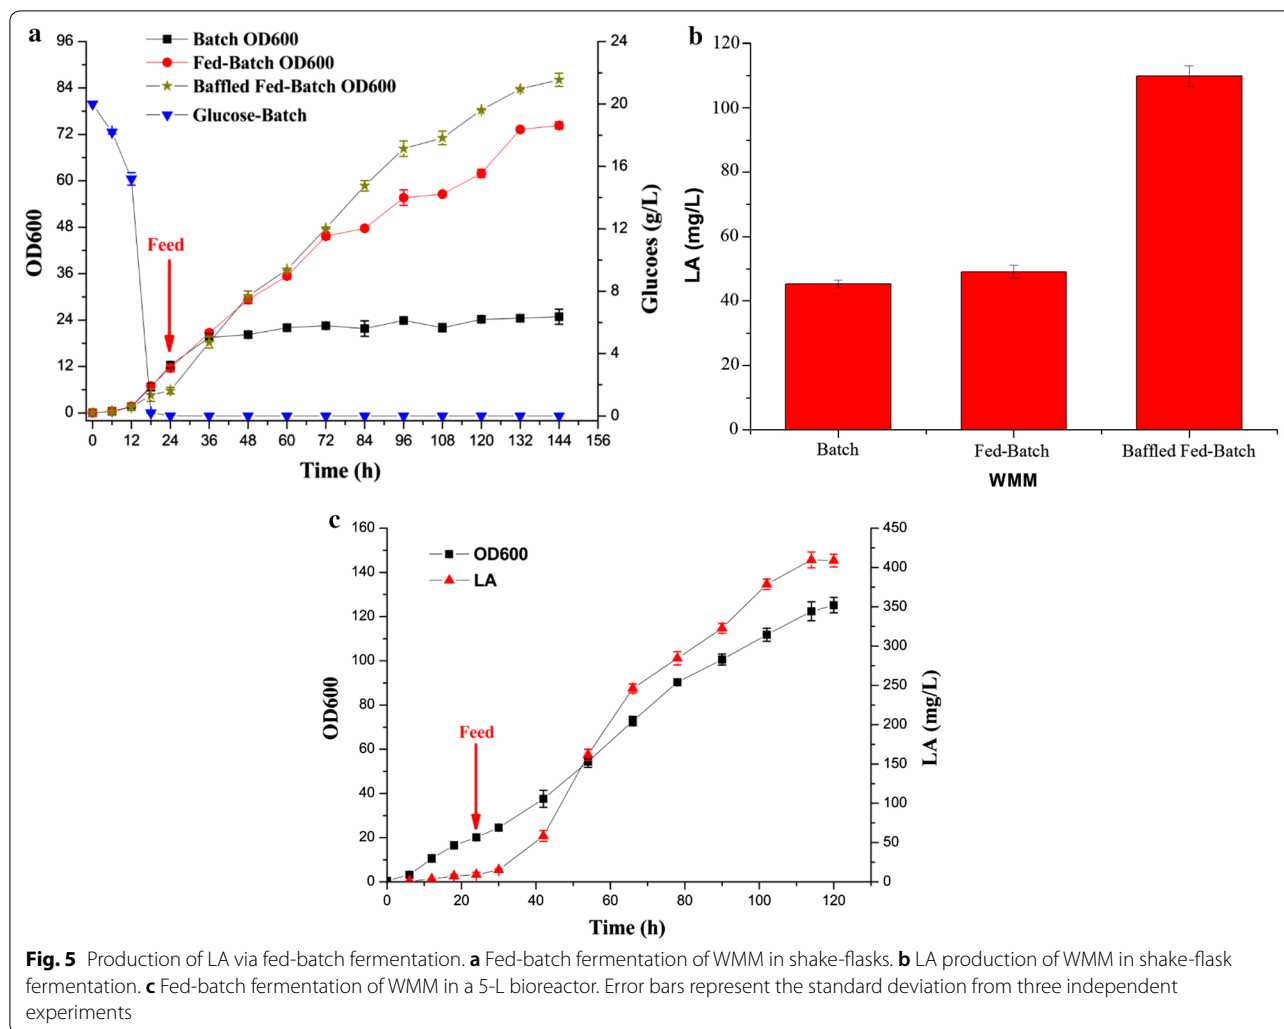 a
Batch OD600
Fed-Batch OD600
Baffled Fed-Batch OD600
Glucose-Batch
Feed
OD600
96
84
72
60
48
36
24
12
0
24
20
16
12
8
4
0
Glucoes (g/L)
0 12 24 36 48 60 72 84 96 108 120 132 144 156
Time (h)
b
LA (mg/L)
120
100
80
60
40
20
0
Batch Fed-Batch Baffled Fed-Batch
WMM
c
OD600
LA
Feed
OD600
160
140
120
100
80
60
40
20
0
450
400
350
300
250
200
150
100
50
0
LA (mg/L)
0 20 40 60 80 100 120
Time (h)
Fig. 5 Production of LA via fed-batch fermentation. a Fed-batch fermentation of WMM in shake-flasks. b LA production of WMM in shake-flask
fermentation. c Fed-batch fermentation of WMM in a 5-L bioreactor. Error bars represent the standard deviation from three independent
experiments